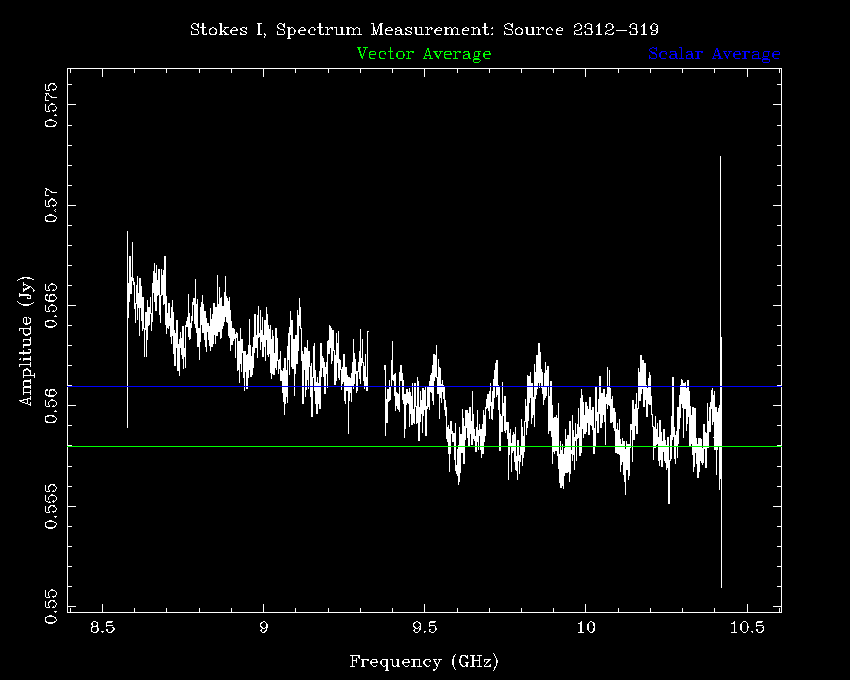 Stokes I, Spectrum Measurement: Source 2312−319
Vector Average Scalar Average
0.575
0.57
0.565
0.56
0.555
0.55
Amplitude (Jy)
8.5 9 9.5 10 10.5
Frequency (GHz)